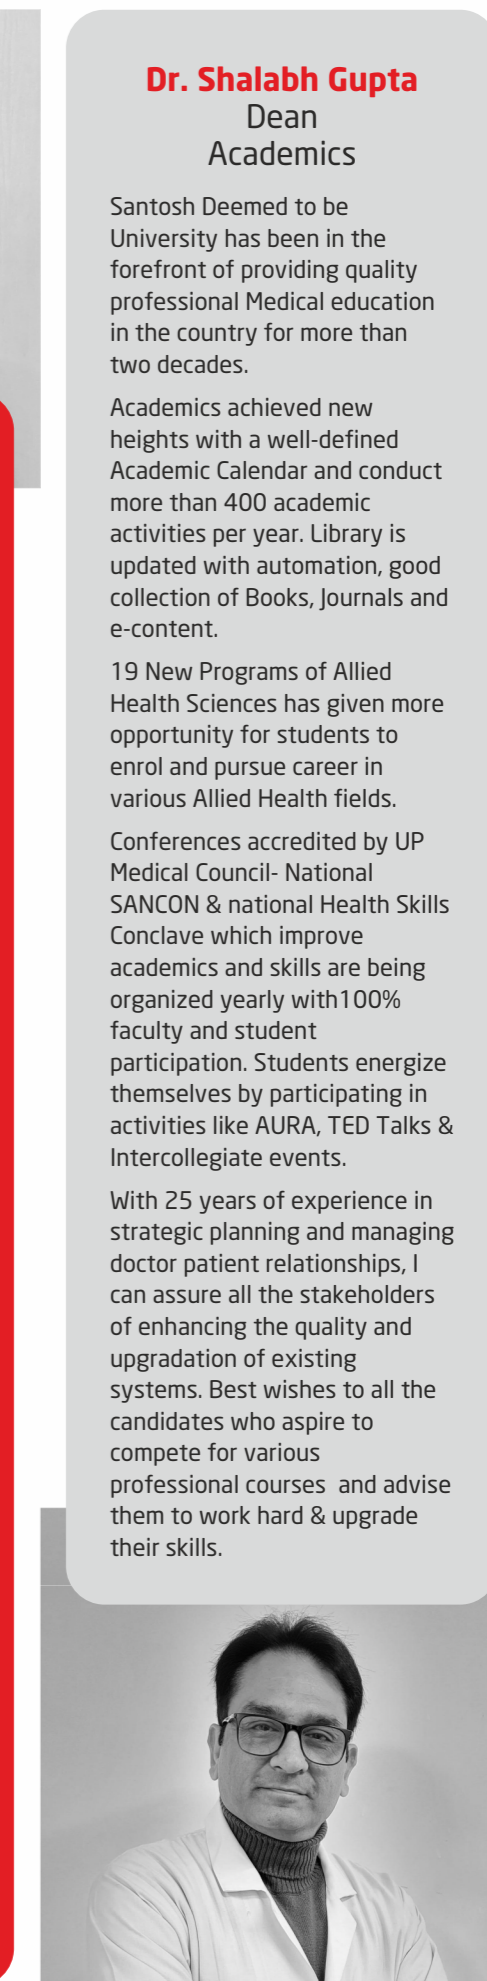 Dr. Shalabh Gupta
Dean
Academics
Santosh Deemed to be
University has been in the
forefront of providing quality
professional Medical education
in the country for more than
two decades.
Academics achieved new
heights with a well-defined
Academic Calendar and conduct
more than 400 academic
activities per year. Library is
updated with automation, good
collection of Books, Journals and
e-content.
19 New Programs of Allied
Health Sciences has given more
opportunity for students to
enrol and pursue career in
various Allied Health fields.
Conferences accredited by UP
Medical Council- National
SANCON & national Health Skills
Conclave which improve
academics and skills are being
organized yearly with100%
faculty and student
participation. Students energize
themselves by participating in
activities like AURA, TED Talks &
Intercollegiate events.
With 25 years of experience in
strategic planning and managing
doctor patient relationships, I
can assure all the stakeholders
of enhancing the quality and
upgradation of existing
systems. Best wishes to all the
candidates who aspire to
compete for various
professional courses  and advise
them to work hard & upgrade
their skills.